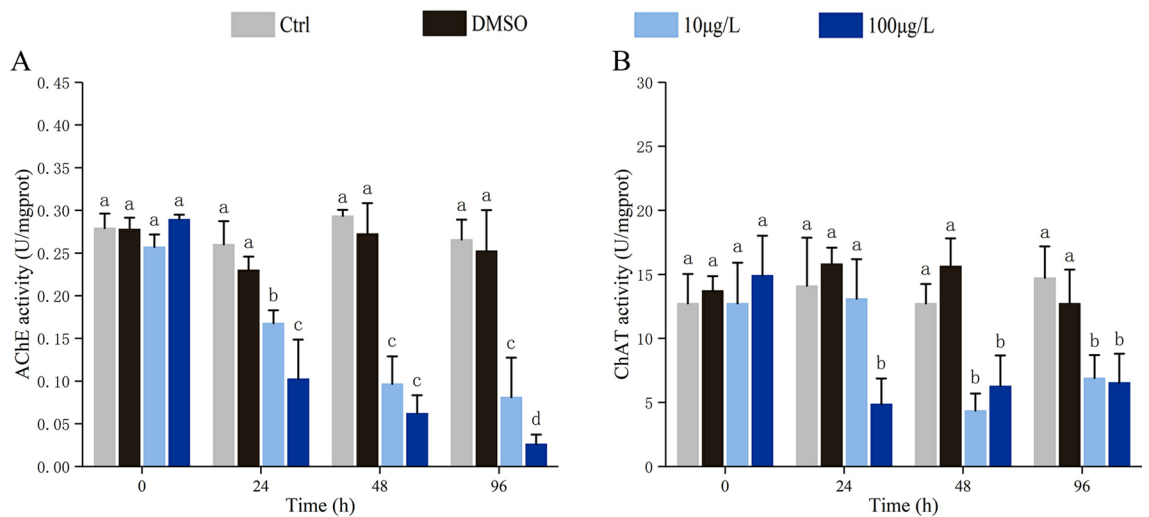 Ctrl DMSO 10μg/L 100μg/L
A B
AChE activity (U/mgprot)
0.45
0.40
0.35
0.30
0.25
0.20
0.15
0.10
0.05
0.00
a a a a
a a b c
a a c c
a a c d
0 24 48 96
Time (h)
ChAT activity (U/mgprot)
30
25
20
15
10
5
0
a a a a
a a a b
a a b b
a a b b
0 24 48 96
Time (h)